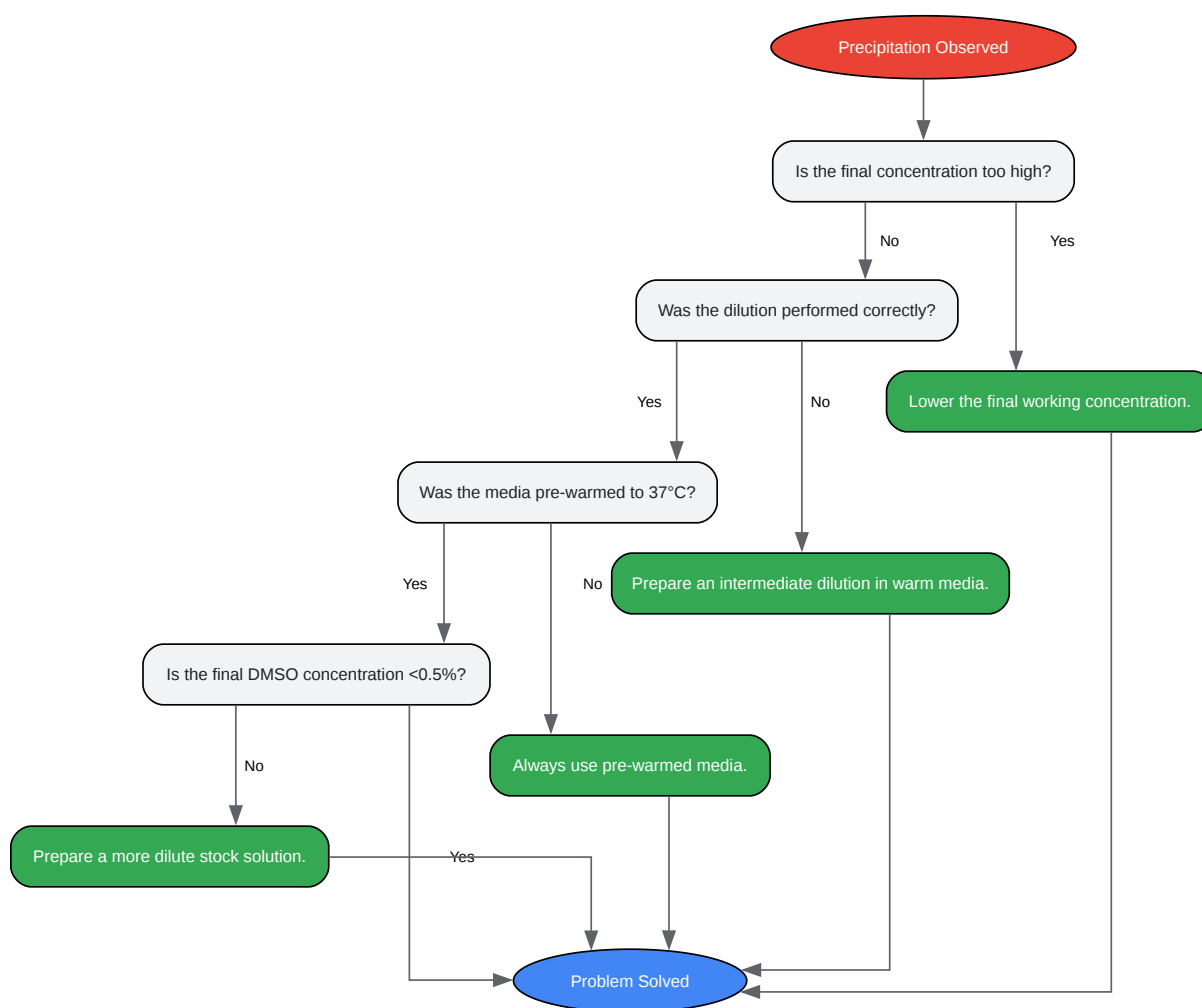 Precipitation Observed
Is the final concentration too high?
No
Yes
Was the dilution performed correctly?
Yes
No
Lower the final working concentration.
Was the media pre-warmed to 37°C?
Yes
No
Prepare an intermediate dilution in warm media.
Is the final DMSO concentration <0.5%?
No
Always use pre-warmed media.
Prepare a more dilute stock solution.
Yes
Problem Solved